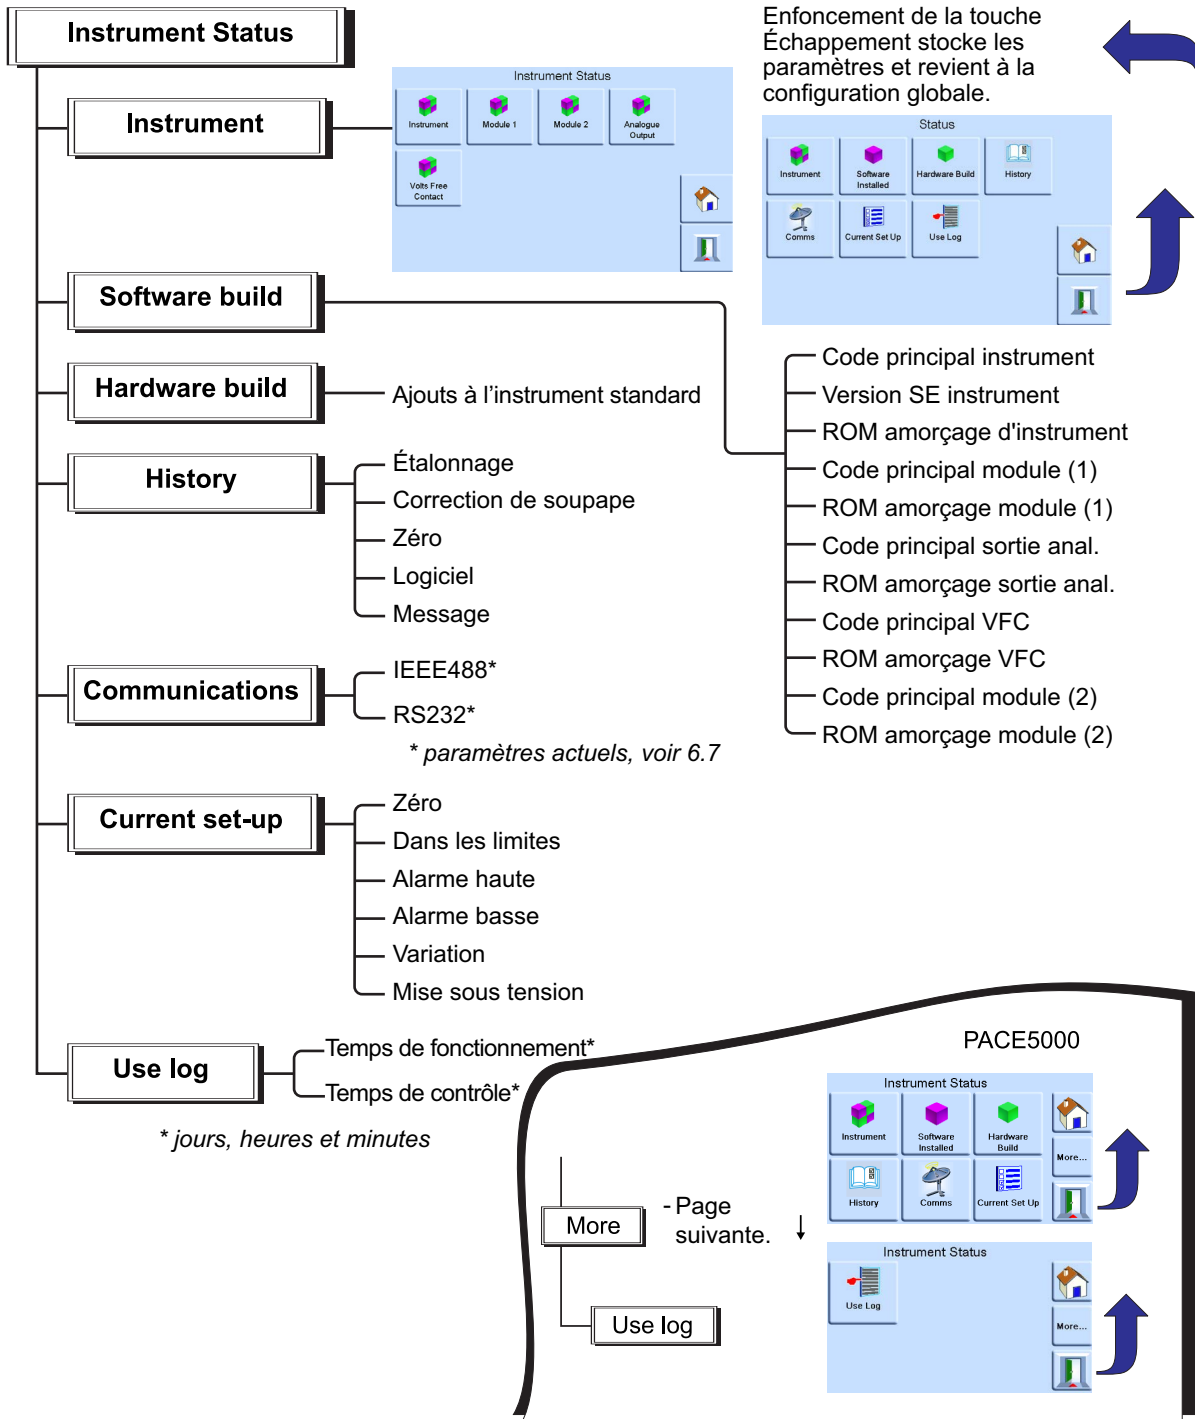 Instrument Status
Enfoncement de la touche
Échappement stocke les
paramètres et revient à la
configuration globale.
Instrument
Instrument Status
Instrument
Module 1
Module 2
Analogue
Output
Volts Free
Contact
Status
Instrument
Software
Installed
Hardware Build
History
Comms
Current Set Up
Use Log
Software build
Code principal instrument
Version SE instrument
ROM amorçage d'instrument
Code principal module (1)
ROM amorçage module (1)
Code principal sortie anal.
ROM amorçage sortie anal.
Code principal VFC
ROM amorçage VFC
Code principal module (2)
ROM amorçage module (2)
Hardware build
Ajouts à l'instrument standard
History
Étalonnage
Correction de soupape
Zéro
Logiciel
Message
Communications
IEEE488*
RS232*
* paramètres actuels, voir 6.7
Current set-up
Zéro
Dans les limites
Alarme haute
Alarme basse
Variation
Mise sous tension
Use log
Temps de fonctionnement*
Temps de contrôle*
* jours, heures et minutes
PACE5000
Instrument Status
Instrument
Software
Installed
Hardware
Build
More...
History
Comms
Current Set Up
More
- Page
suivante.
Instrument Status
Use Log
More...
Use log